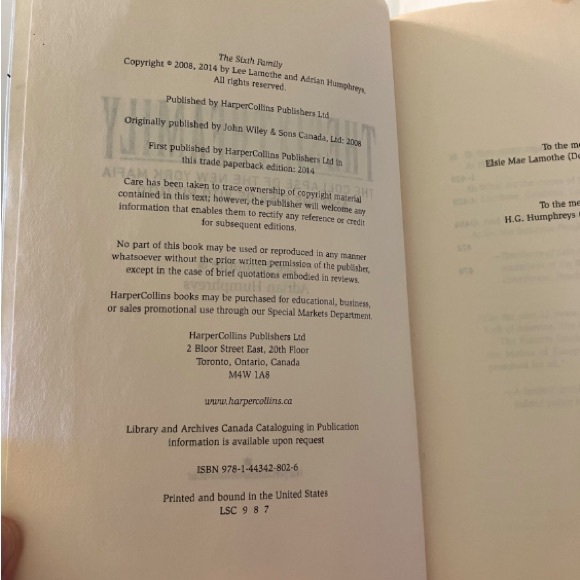 The Sixth Family
Copyright © 2008, 2014 by Lee Lamothe and Adrian Humphreys.
All rights reserved.
Published by HarperCollins Publishers Ltd
Originally published by John Wiley & Sons Canada, Ltd: 2008
First published by HarperCollins Publishers Ltd in
this trade paperback edition: 2014
Care has been taken to trace ownership of copyright material
contained in this text; however, the publisher will welcome any
information that enables them to rectify any reference or credit
for subsequent editions.
No part of this book may be used or reproduced in any manner
whatsoever without the prior written permission of the publisher,
except in the case of brief quotations embodied in reviews.
HarperCollins books may be purchased for educational, business,
or sales promotional use through our Special Markets Department.
HarperCollins Publishers Ltd
2 Bloor Street East, 20th Floor
Toronto, Ontario, Canada
M4W 1A8
www.harpercollins.ca
Library and Archives Canada Cataloguing in Publication
information is available upon request
ISBN 978-1-44342-802-6
Printed and bound in the United States
LSC 9 8 7
To the me
Elsie Mae Lamothe (De
To the me
H.G. Humphreys